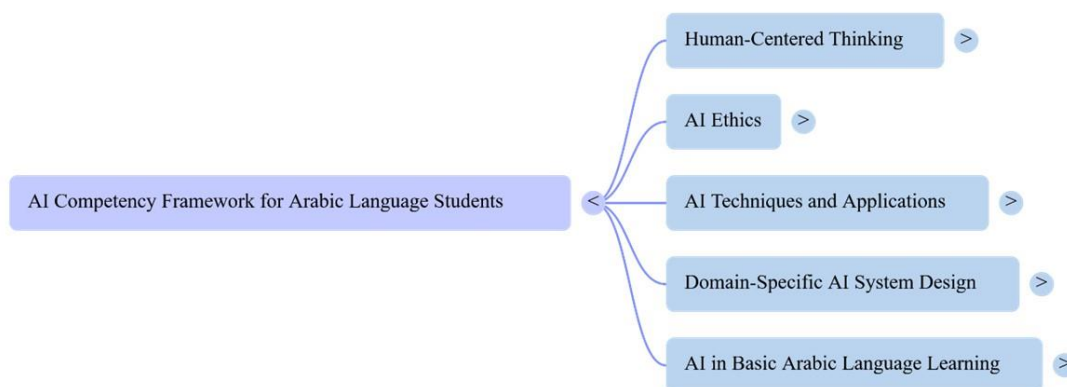 Human-Centered Thinking >
AI Ethics >
AI Competency Framework for Arabic Language Students <
AI Techniques and Applications >
Domain-Specific AI System Design >
AI in Basic Arabic Language Learning >